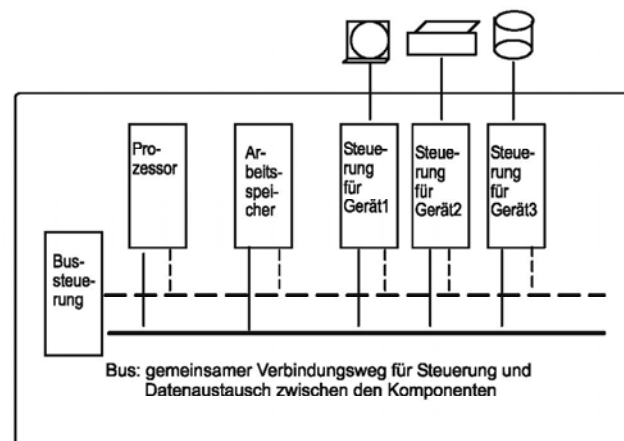 Pro-
zessor
Ar-
beits-
spei-
cher
Steue-
rung
für
Gerät1
Steue-
rung
für
Gerät2
Steue-
rung
für
Gerät3
Bus-
steue-
rung
Bus: gemeinsamer Verbindungsweg für Steuerung und
Datenaustausch zwischen den Komponenten